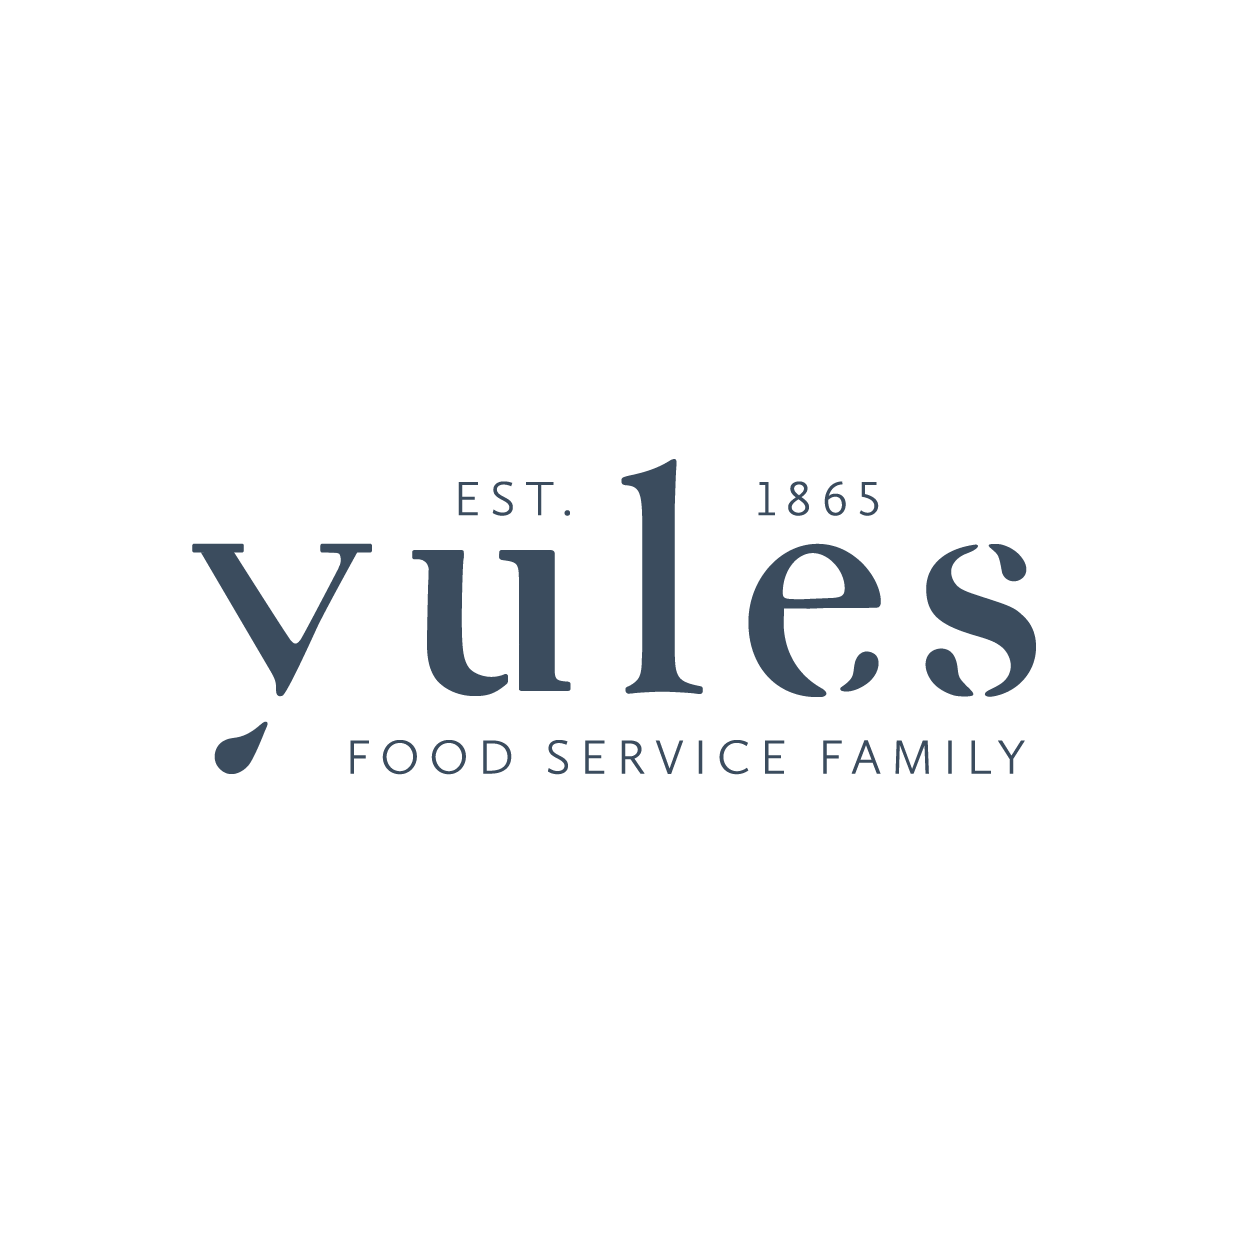 EST. 1865
yules
FOOD SERVICE FAMILY